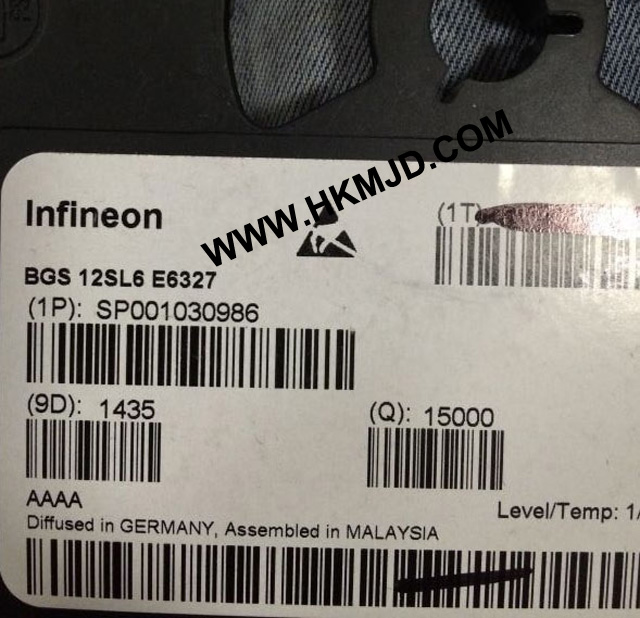 WWW.HKMJD.COM
Infineon
(1T)
BGS 12SL6 E6327
(1P): SP001030986
(9D): 1435
(Q): 15000
AAAA
Level/Temp: 1/
Diffused in GERMANY, Assembled in MALAYSIA